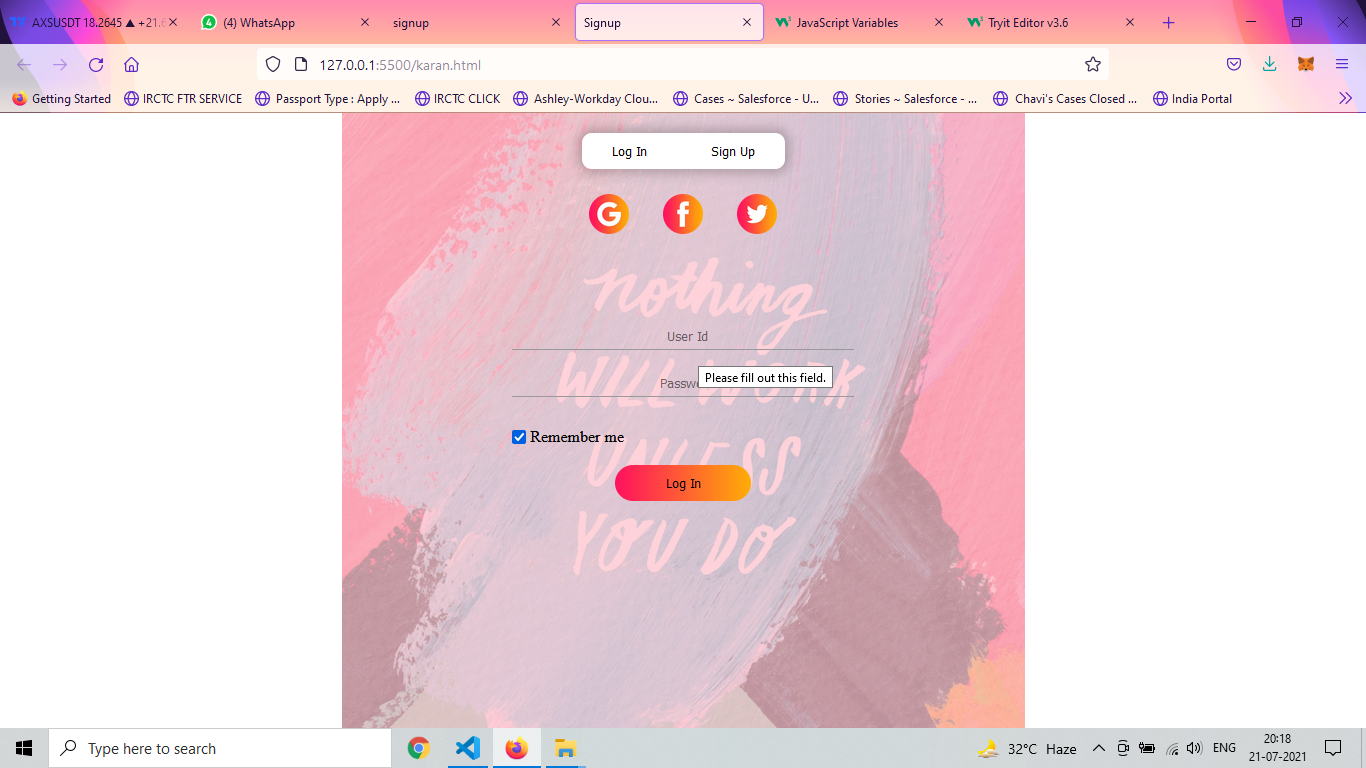 AXSUSDT 18.2645 ▲ +21.6
(4) WhatsApp
signup
Signup
JavaScript Variables
Tryit Editor v3.6
127.0.0.1:5500/karan.html
Getting Started
IRCTC FTR SERVICE
Passport Type : Apply ...
IRCTC CLICK
Ashley-Workday Clou...
Cases ~ Salesforce - U...
Stories ~ Salesforce - ...
Chavi's Cases Closed ...
India Portal
Log In
Sign Up
nothing
User Id
WILL WORK
Passw
Please fill out this field.
Remember me
UNLESS
Log In
YOU DO
Type here to search
32°C Haze
ENG
20:18
21-07-2021